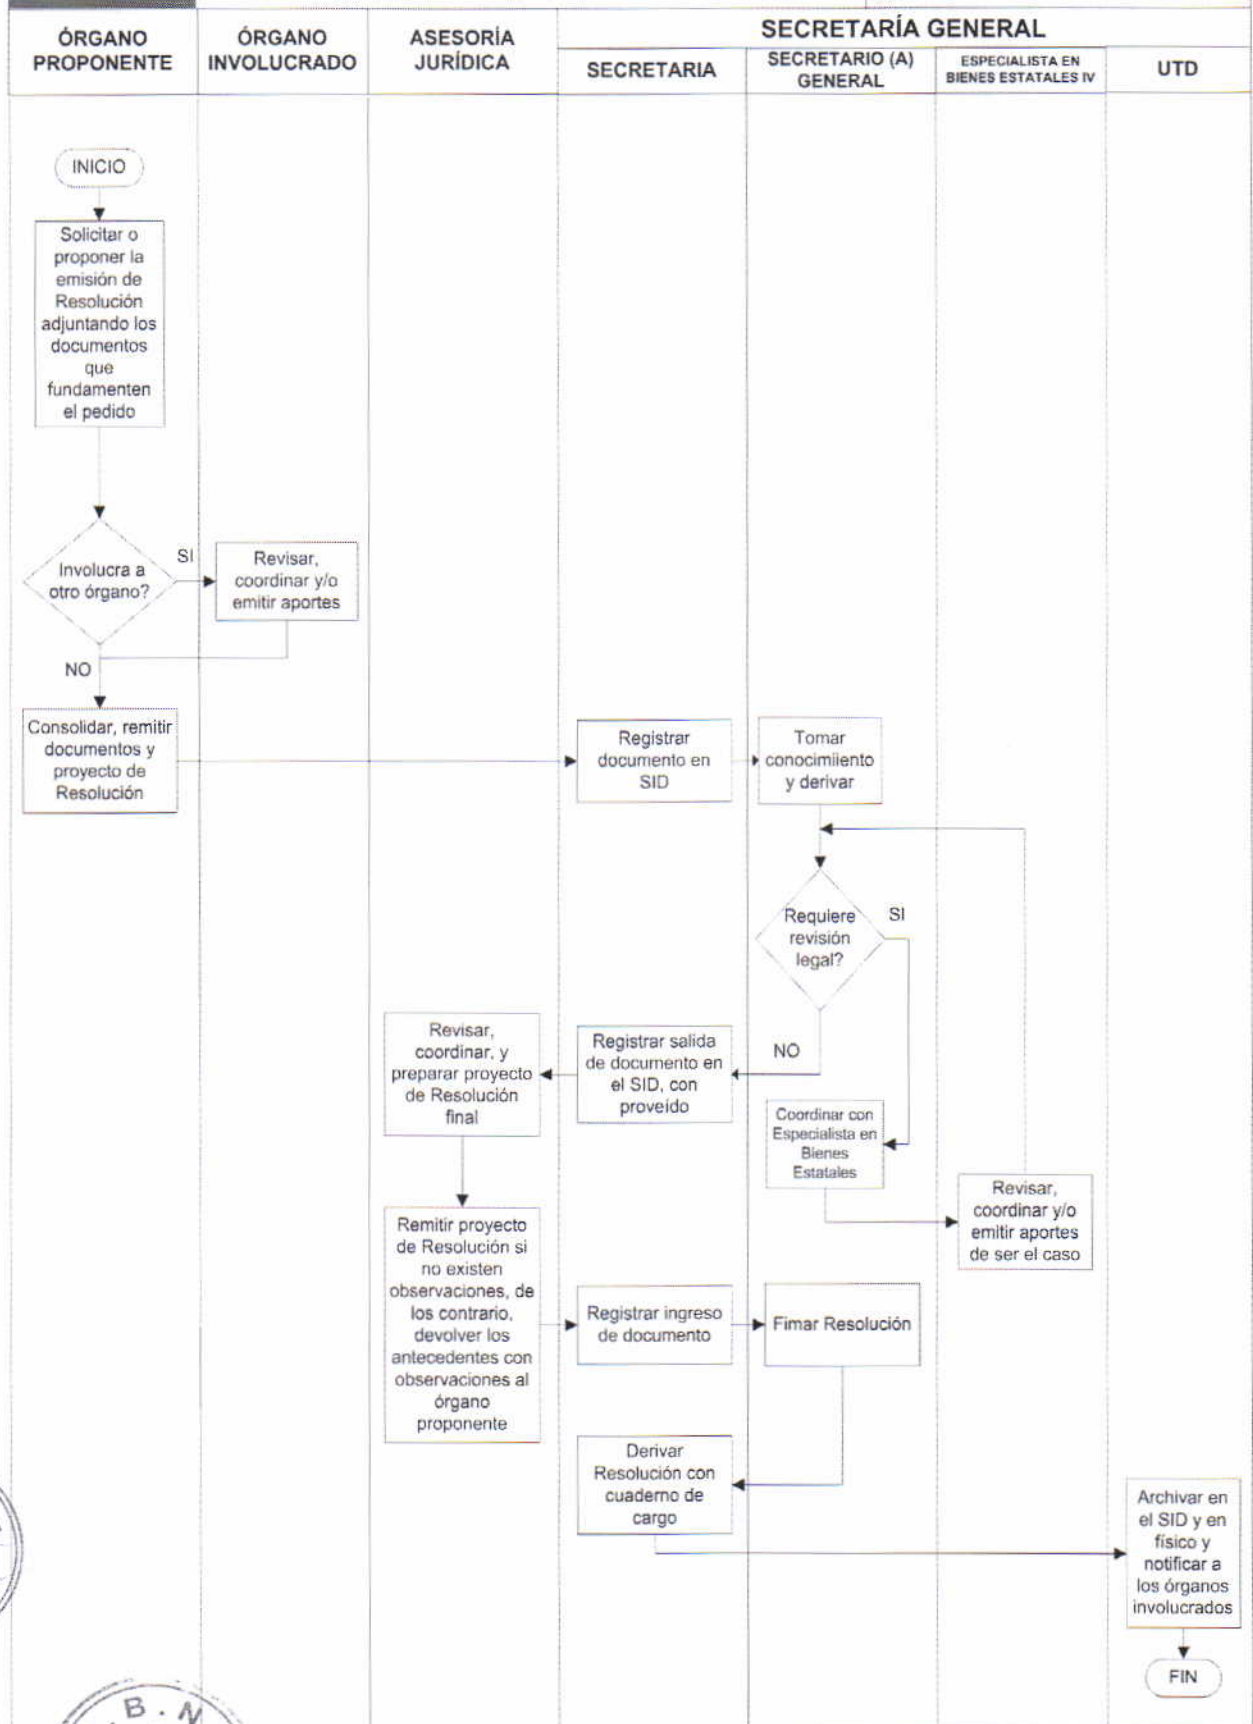 ÓRGANO
PROPONENTE
ÓRGANO
INVOLUCRADO
ASESORÍA
JURÍDICA
SECRETARÍA GENERAL
SECRETARIA
SECRETARIO (A)
GENERAL
ESPECIALISTA EN
BIENES ESTATALES IV
UTD
INICIO
Solicitar o
proponer la
emisión de
Resolución
adjuntando los
documentos
que
fundamenten
el pedido
Involucra a
otro órgano?
SI
Revisar,
coordinar y/o
emitir aportes
NO
Consolidar, remitir
documentos y
proyecto de
Resolución
Registrar
documento en
SID
Tomar
conocimiiento
y derivar
Requiere
revisión
legal?
SI
NO
Registrar salida
de documento en
el SID, con
proveido
Revisar,
coordinar, y
preparar proyecto
de Resolución
final
Coordinar con
Especialista en
Bienes
Estatales
Revisar,
coordinar y/o
emitir aportes
de ser el caso
Remitir proyecto
de Resolución si
no existen
observaciones, de
los contrario,
devolver los
antecedentes con
observaciones al
órgano
proponente
Registrar ingreso
de documento
Fimar Resolución
Derivar
Resolución con
cuaderno de
cargo
Archivar en
el SID y en
físico y
notificar a
los órganos
involucrados
FIN
B. N